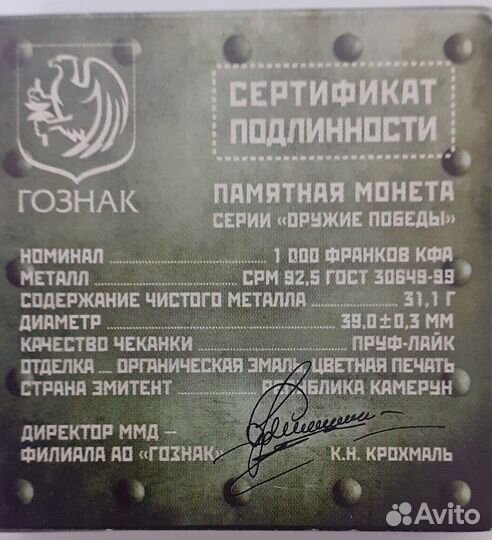 ГОЗНАК
СЕРТИФИКАТ
ПОДЛИННОСТИ
ПАМЯТНАЯ МОНЕТА
СЕРИИ «ОРУЖИЕ ПОБЕДЫ»
НОМИНАЛ 1 000 ФРАНКОВ КФА
МЕТАЛЛ СРМ 92,5 ГОСТ 30649-99
СОДЕРЖАНИЕ ЧИСТОГО МЕТАЛЛА 31,1 Г
ДИАМЕТР 39,0±0,3 ММ
КАЧЕСТВО ЧЕКАНКИ ПРУФ-ЛАЙК
ОТДЕЛКА ОРГАНИЧЕСКАЯ ЭМАЛЬ, ЦВЕТНАЯ ПЕЧАТЬ
СТРАНА ЭМИТЕНТ РЕСПУБЛИКА КАМЕРУН
ДИРЕКТОР ММД –
ФИЛИАЛА АО «ГОЗНАК» К.Н. КРОХМАЛЬ
Avito